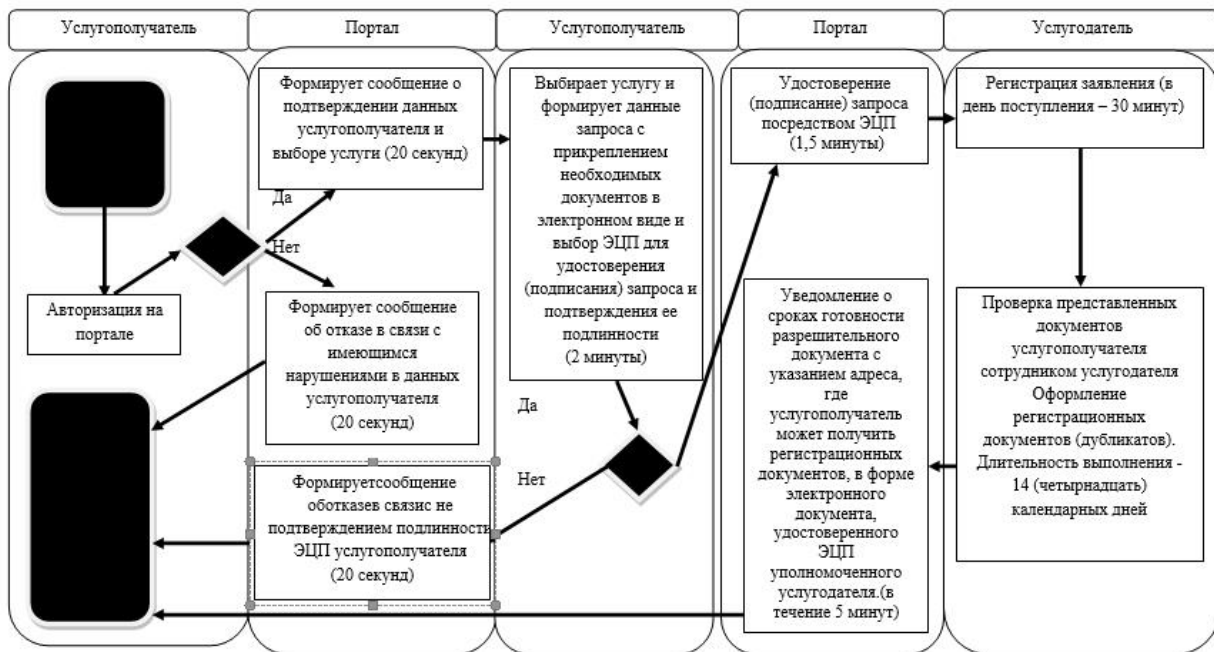 Услугополучатель
Портал
Услугополучатель
Портал
Услугодатель
Авторизация на
портале
Да
Нет
Формирует сообщение о
подтверждении данных
услугополучателя и
выборе услуги (20 секунд)
Формирует сообщение
об отказе в связи с
имеющимся
нарушениями в данных
услугополучателя
(20 секунд)
Формируетсообщение
оботказев связис не
подтверждением подлинности
ЭЦП услугополучателя
(20 секунд)
Выбирает услугу и
формирует данные
запроса с
прикреплением
необходимых
документов в
электронном виде и
выбор ЭЦП для
удостоверения
(подписания) запроса и
подтверждения ее
подлинности
(2 минуты)
Да
Нет
Удостоверение
(подписание) запроса
посредством ЭЦП
(1,5 минуты)
Уведомление о
сроках готовности
разрешительного
документа с
указанием адреса,
где
услугополучатель
может получить
регистрационных
документов, в форме
электронного
документа,
удостоверенного
ЭЦП
уполномоченного
услугодателя.(в
течение 5 минут)
Регистрация заявления (в
день поступления – 30 минут)
Проверка представленных
документов
услугополучателя
сотрудником услугодателя
Оформление
регистрационных
документов (дубликатов).
Длительность выполнения -
14 (четырнадцать)
календарных дней